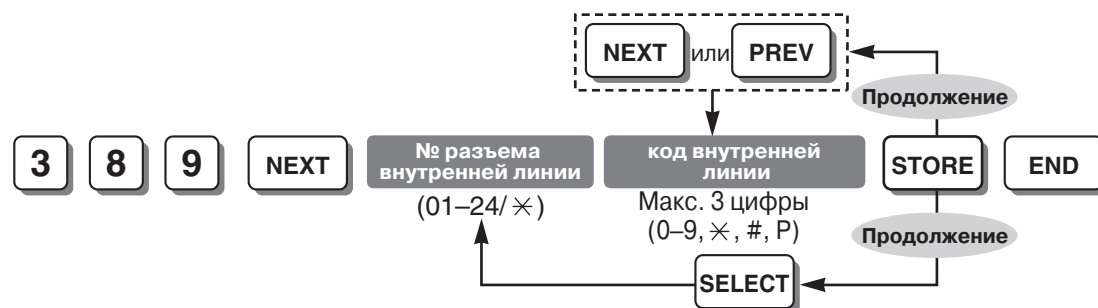 NEXT или PREV
Продолжение
3 8 9 NEXT № разъема внутренней линии код внутренней линии STORE END
(01–24/ ✳)
Макс. 3 цифры
(0–9, ✳, #, P)
Продолжение
SELECT